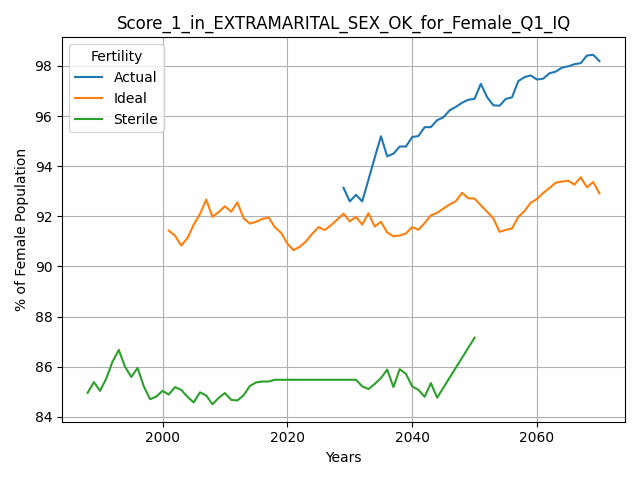 Score_1_in_EXTRAMARITAL_SEX_OK_for_Female_Q1_IQ
Fertility
Actual
Ideal
Sterile
% of Female Population
98
96
94
92
90
88
86
84
2000
2020
2040
2060
Years